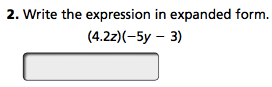 2. Write the expression in expanded form.
(4.2z)(−5y − 3)